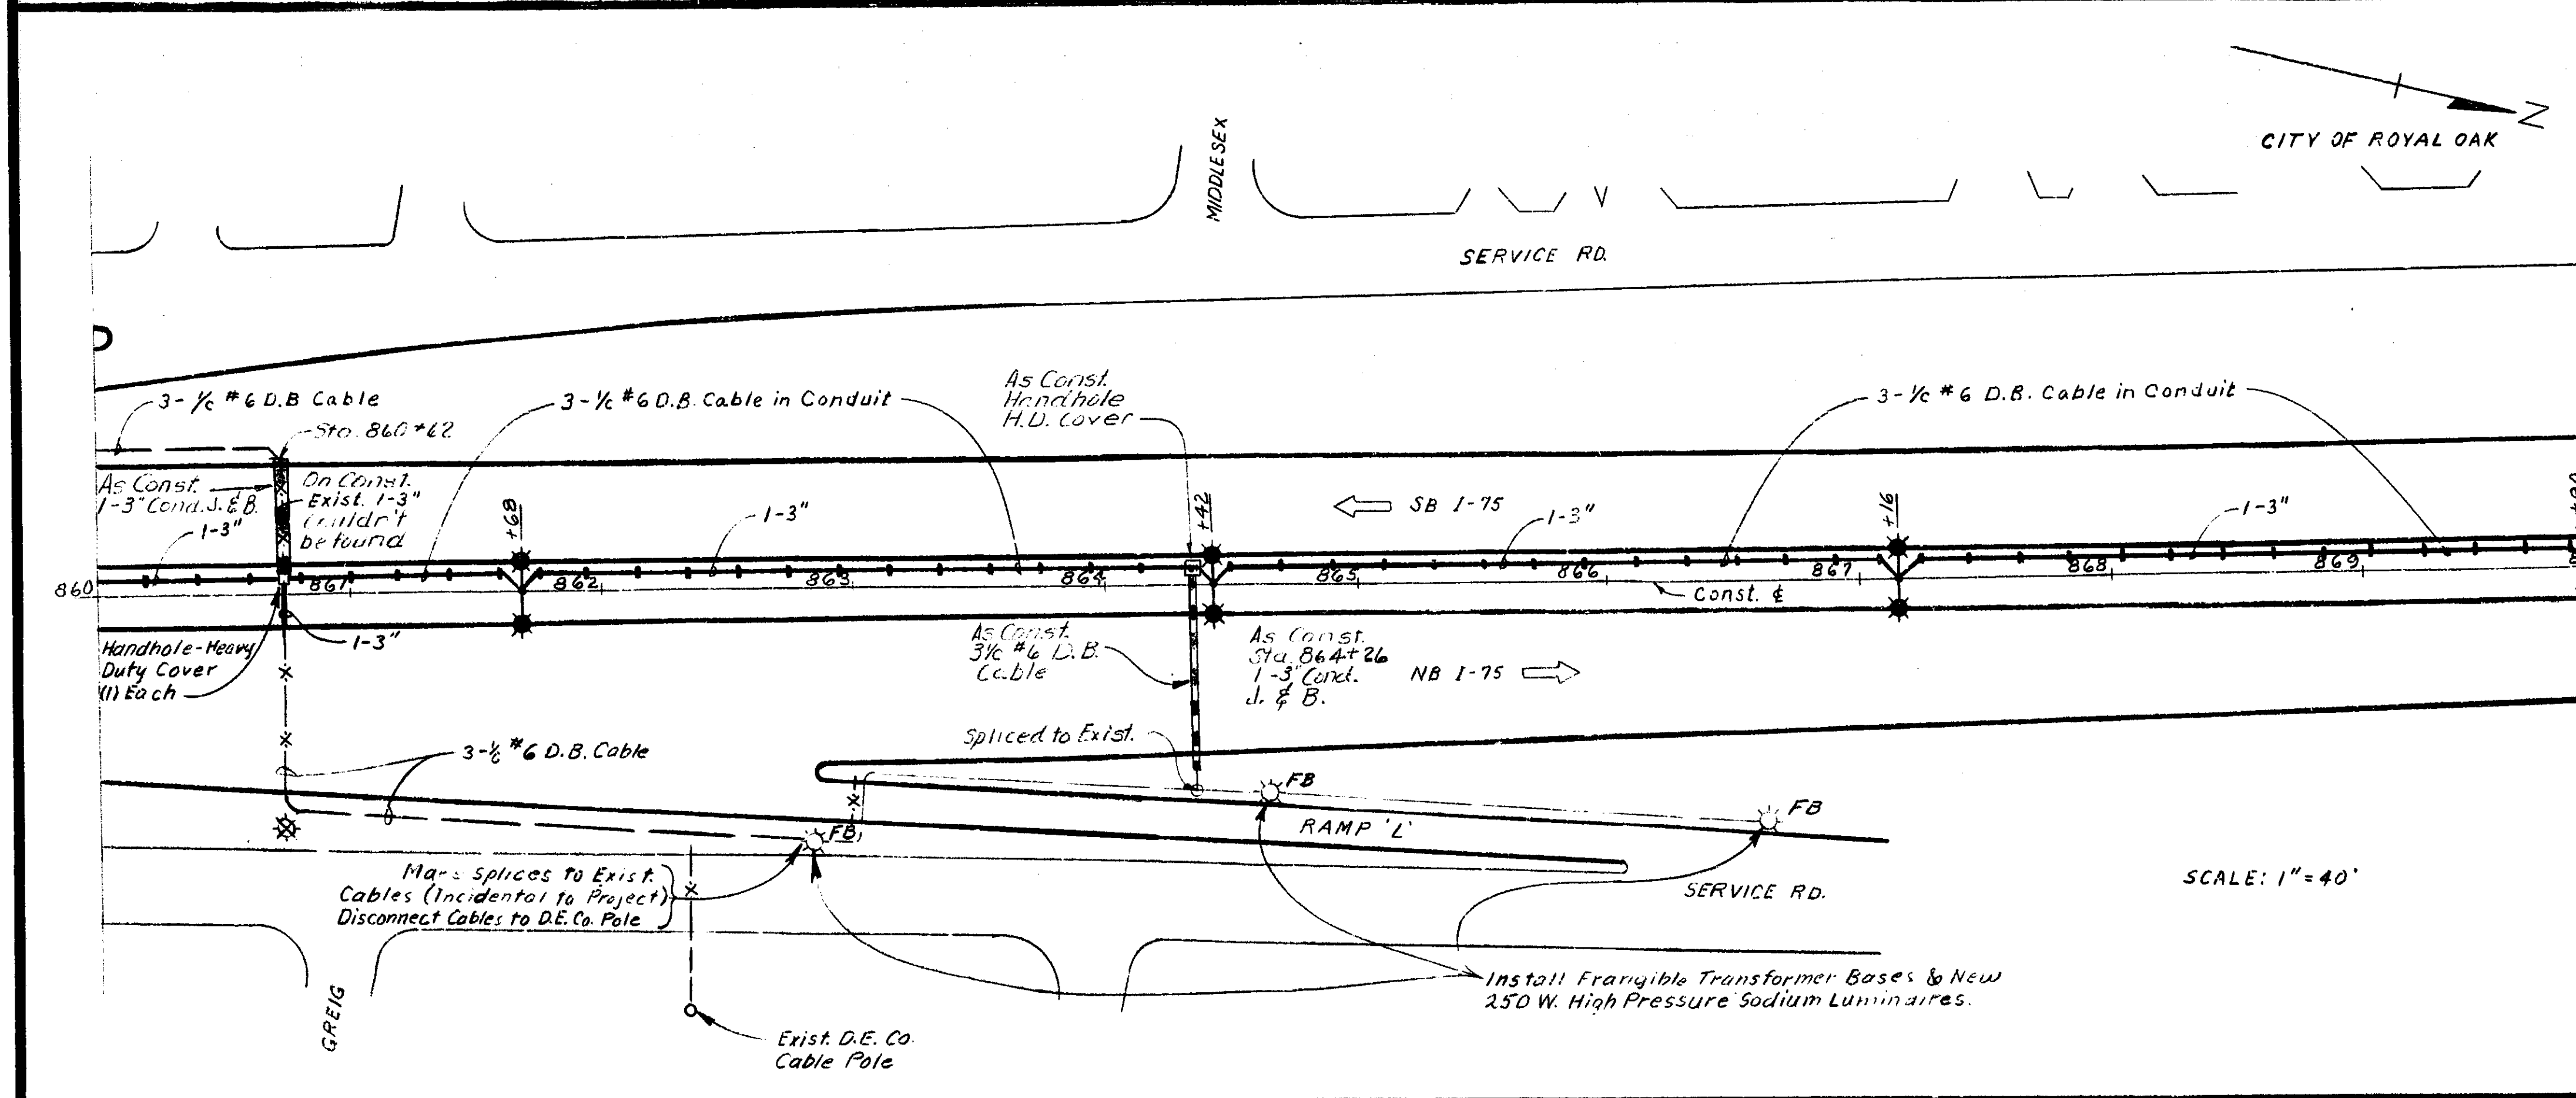 N
CITY OF ROYAL OAK
MIDDLESEX
SERVICE RD.
3-1/c #6 D.B Cable
Sta. 860+62
3-1/c #6 D.B. Cable in Conduit
As Const.
Handhole
H.D. Cover
3-1/c #6 D.B. Cable in Conduit
As Const.
1-3" Cond. J. & B.
1-3"
On Const.
Exist. 1-3"
Couldn't
be found
+68
1-3"
+42
SB I-75
1-3"
+16
1-3"
860
861
862
863
864
865
866
867
868
869
Const. ℄
Handhole-Heavy
Duty Cover
(1) Each
1-3"
As Const.
3 1/c #6 D.B.
Cable
As Const.
Sta. 864+26
1-3" Cond.
J. & B.
NB I-75
Spliced to Exist.
3-1/c #6 D.B. Cable
FB
FB
FB
RAMP 'L'
Splices to Exist.
Cables (Incidental to Project)
Disconnect Cables to D.E. Co. Pole
SERVICE RD.
SCALE: 1"=40'
GREIG
Install Frangible Transformer Bases & New
250 W. High Pressure Sodium Luminaires.
Exist. D.E. Co.
Cable Pole